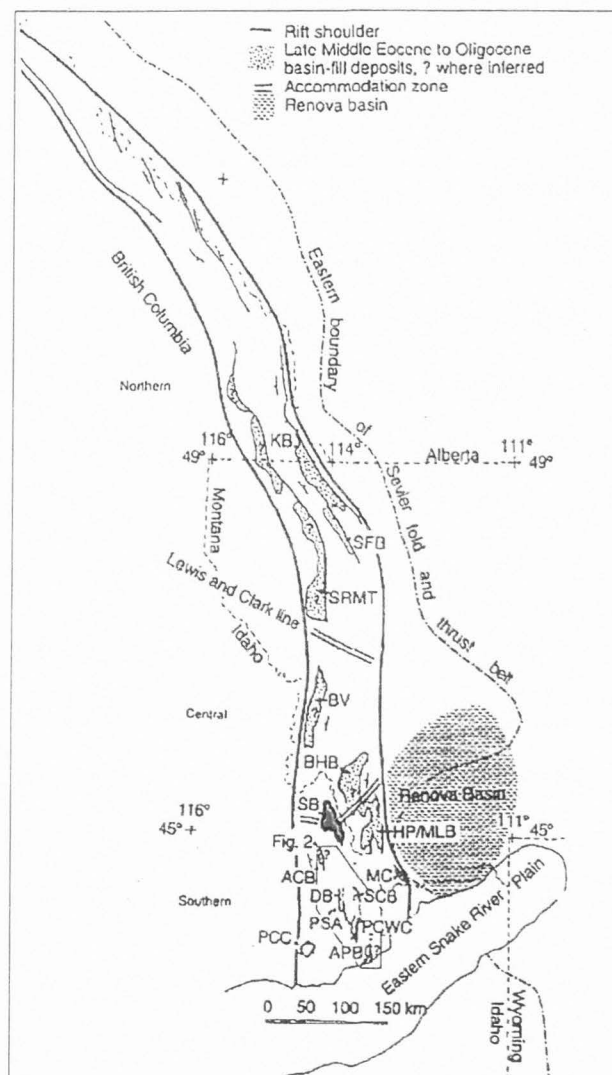 Rift shoulder
Late Middle Eocene to Oligocene
basin-fill deposits, ? where inferred
Accommodation zone
Renova basin
Eastern boundary of Sevier fold and thrust belt
British Columbia
Northern
116°
KB
114°
Alberta
111°
49°
49°
Montana
Idaho
SFB
SRMT
Lewis and Clark line
BV
Central
BHB
SB
Renova Basin
116°
45°
111°
45°
HP/MLB
Fig. 2
?
ACB
MC
DB
SCB
Southern
PSA
PCWC
PCC
APB
?
Eastern Snake River Plain
0 50 100 150 km
Wyoming
Idaho